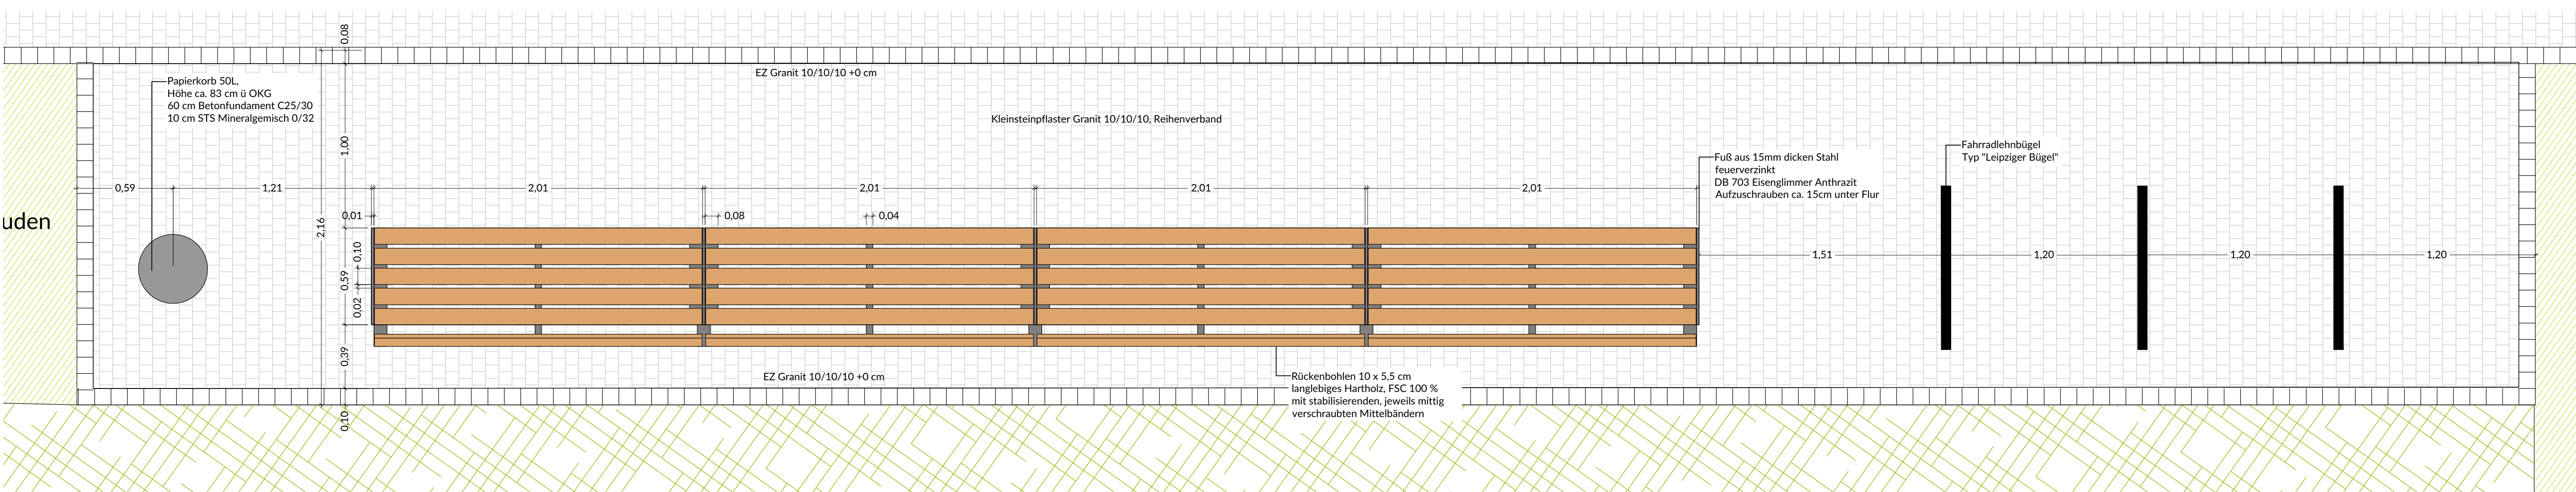 0,08
EZ Granit 10/10/10 +0 cm
Papierkorb 50L,
Höhe ca. 83 cm ü OKG
60 cm Betonfundament C25/30
10 cm STS Mineralgemisch 0/32
Kleinsteinpflaster Granit 10/10/10, Reihenverband
1,00
Fahrradlehnbügel
Typ "Leipziger Bügel"
Fuß aus 15mm dicken Stahl
feuerverzinkt
DB 703 Eisenglimmer Anthrazit
Aufzuschrauben ca. 15cm unter Flur
0,59
1,21
2,01
2,01
2,01
2,01
uden
2,16
0,01
0,08
0,04
0,10
0,59
0,02
1,51
1,20
1,20
1,20
0,39
EZ Granit 10/10/10 +0 cm
Rückenbohlen 10 x 5,5 cm
langlebiges Hartholz, FSC 100 %
mit stabilisierenden, jeweils mittig
verschraubten Mittelbändern
0,10